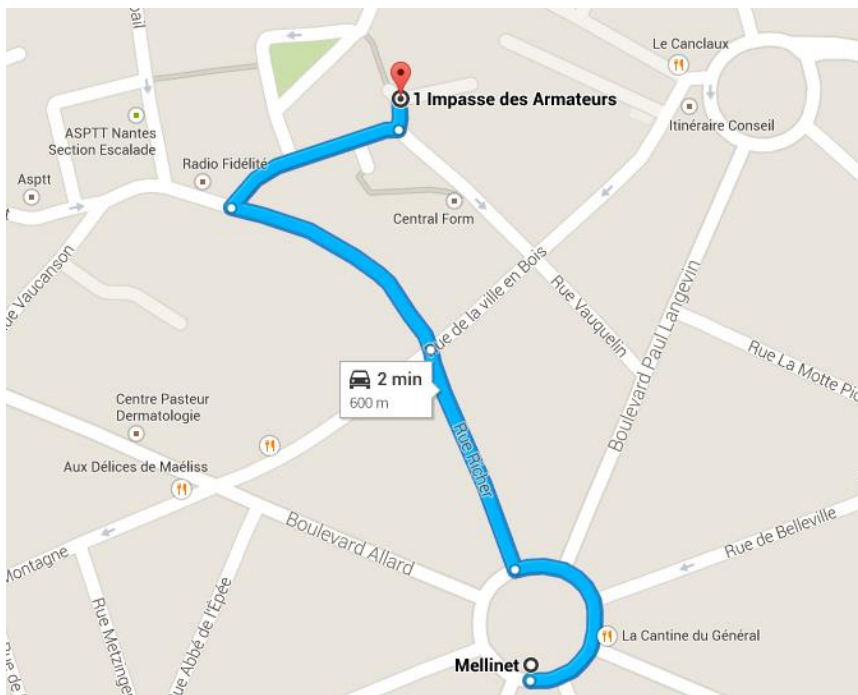 pail
Le Canclaux
1 Impasse des Armateurs
Itinéraire Conseil
ASPTT Nantes
Section Escalade
Radio Fidélité
Asptt
Central Form
Rue de la ville en Bois
Rue Vauquelin
Boulevard Paul Langevin
Rue La Motte Pic
ue Vaucanson
2 min
600 m
Centre Pasteur
Dermatologie
Aux Délices de Maéliss
Rue Richer
Boulevard Allard
Rue de Belleville
Montagne
Rue Metzinger
Rue Abbé de l'Épée
La Cantine du Général
Mellinet
Rue de